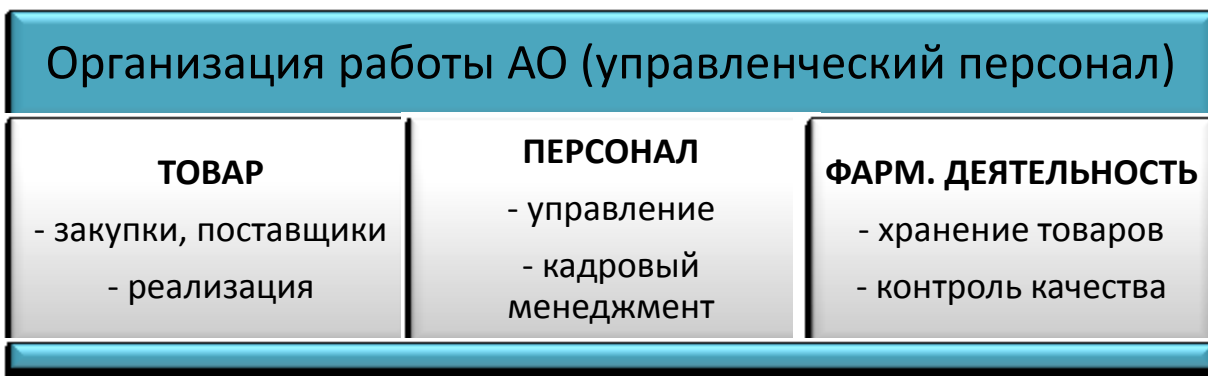 Организация работы АО (управленческий персонал)
ТОВАР
- закупки, поставщики
- реализация
ПЕРСОНАЛ
- управление
- кадровый
менеджмент
ФАРМ. ДЕЯТЕЛЬНОСТЬ
- хранение товаров
- контроль качества